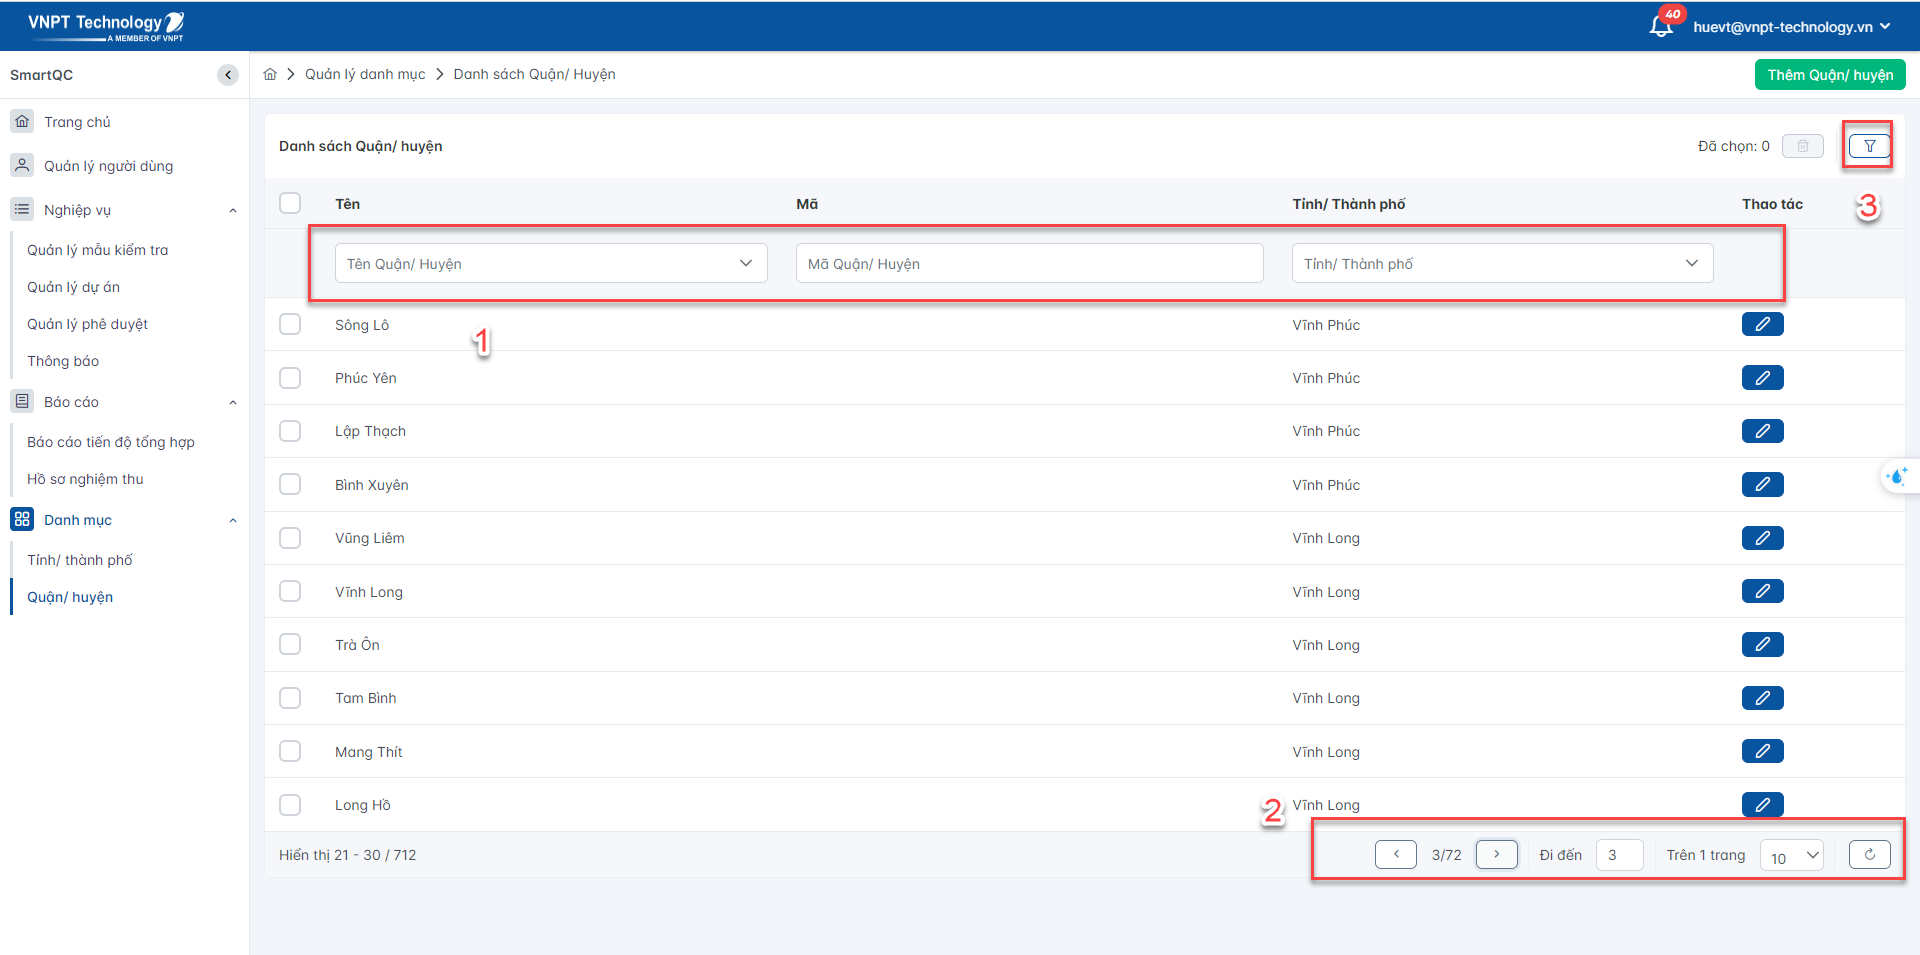 VNPT Technology
A MEMBER OF VNPT
40
huevt@vnpt-technology.vn
SmartQC
Quản lý danh mục
Danh sách Quận/ Huyện
Thêm Quận/ huyện
Trang chủ
Quản lý người dùng
Nghiệp vụ
Quản lý mẫu kiểm tra
Quản lý dự án
Quản lý phê duyệt
Thông báo
Báo cáo
Báo cáo tiến độ tổng hợp
Hồ sơ nghiệm thu
Danh mục
Tỉnh/ thành phố
Quận/ huyện
Danh sách Quận/ huyện
Đã chọn: 0
3
Tên Mã Tỉnh/ Thành phố Thao tác
Tên Quận/ Huyện Mã Quận/ Huyện Tỉnh/ Thành phố
1
Sông Lô Vĩnh Phúc
Phúc Yên Vĩnh Phúc
Lập Thạch Vĩnh Phúc
Bình Xuyên Vĩnh Phúc
Vũng Liêm Vĩnh Long
Vĩnh Long Vĩnh Long
Trà Ôn Vĩnh Long
Tam Bình Vĩnh Long
Mang Thít Vĩnh Long
Long Hồ Vĩnh Long
2
Hiển thị 21 - 30 / 712
3/72
Đi đến 3
Trên 1 trang 10